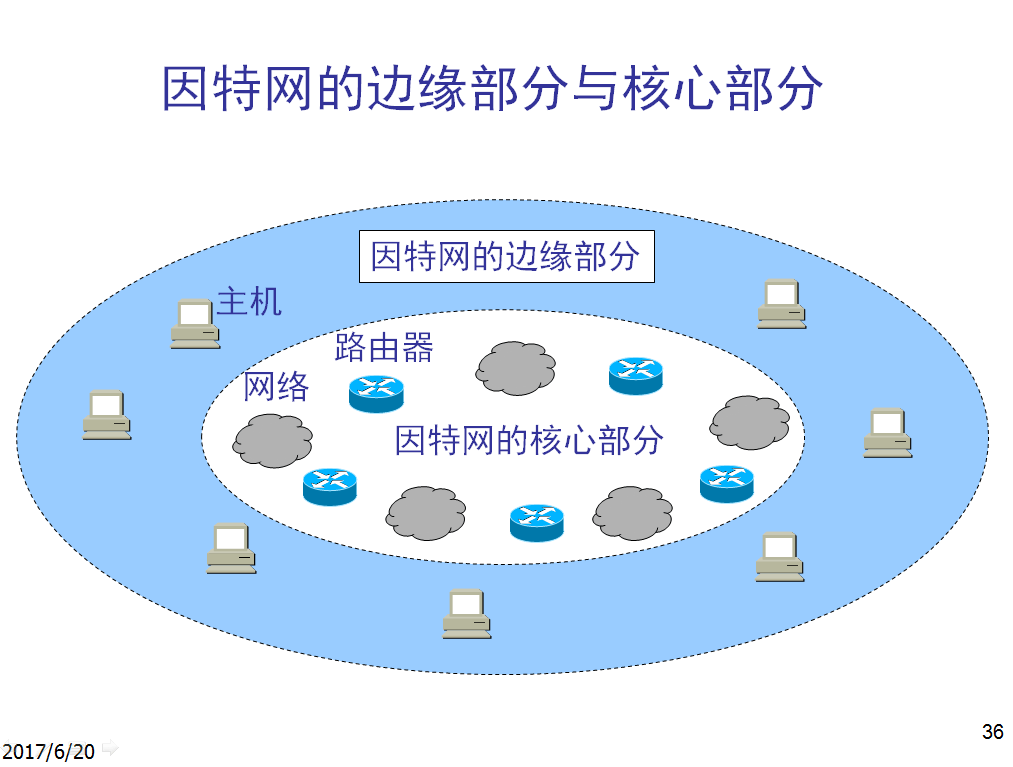 因特网的边缘部分与核心部分
因特网的边缘部分
主机
路由器
网络
因特网的核心部分
36
2017/6/20